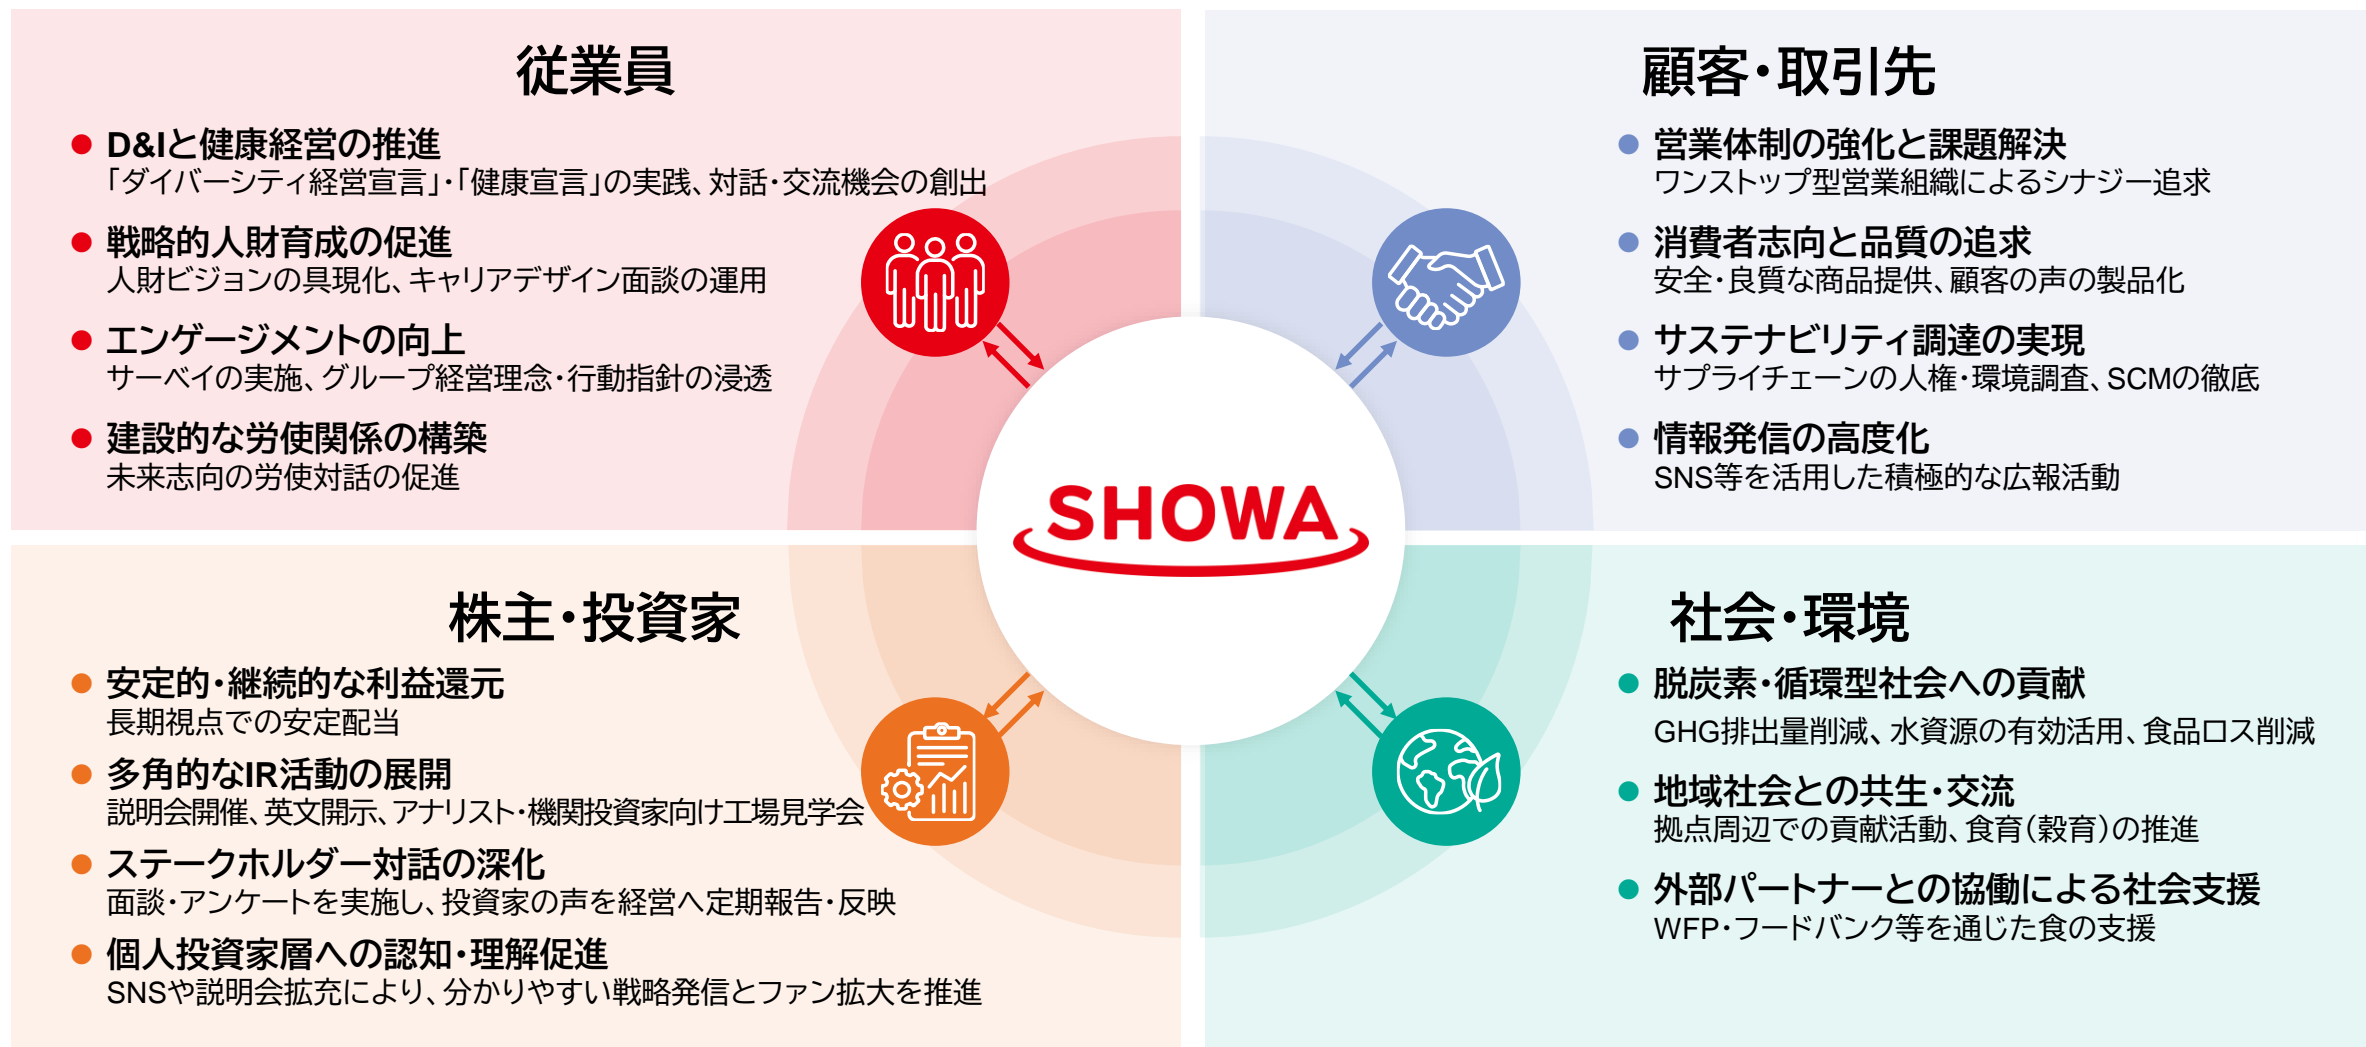 従業員
● D&Iと健康経営の推進
「ダイバーシティ経営宣言」・「健康宣言」の実践、対話・交流機会の創出
● 戦略的人財育成の促進
人財ビジョンの具現化、キャリアデザイン面談の運用
● エンゲージメントの向上
サーベイの実施、グループ経営理念・行動指針の浸透
● 建設的な労使関係の構築
未来志向の労使対話の促進
顧客・取引先
● 営業体制の強化と課題解決
ワンストップ型営業組織によるシナジー追求
● 消費者志向と品質の追求
安全・良質な商品提供、顧客の声の製品化
● サステナビリティ調達の実現
サプライチェーンの人権・環境調査、SCMの徹底
● 情報発信の高度化
SNS等を活用した積極的な広報活動
SHOWA
株主・投資家
● 安定的・継続的な利益還元
長期視点での安定配当
● 多角的なIR活動の展開
説明会開催、英文開示、アナリスト・機関投資家向け工場見学会
● ステークホルダー対話の深化
面談・アンケートを実施し、投資家の声を経営へ定期報告・反映
● 個人投資家層への認知・理解促進
SNSや説明会拡充により、分かりやすい戦略発信とファン拡大を推進
社会・環境
● 脱炭素・循環型社会への貢献
GHG排出量削減、水資源の有効活用、食品ロス削減
● 地域社会との共生・交流
拠点周辺での貢献活動、食育（穀育）の推進
● 外部パートナーとの協働による社会支援
WFP・フードバンク等を通じた食の支援